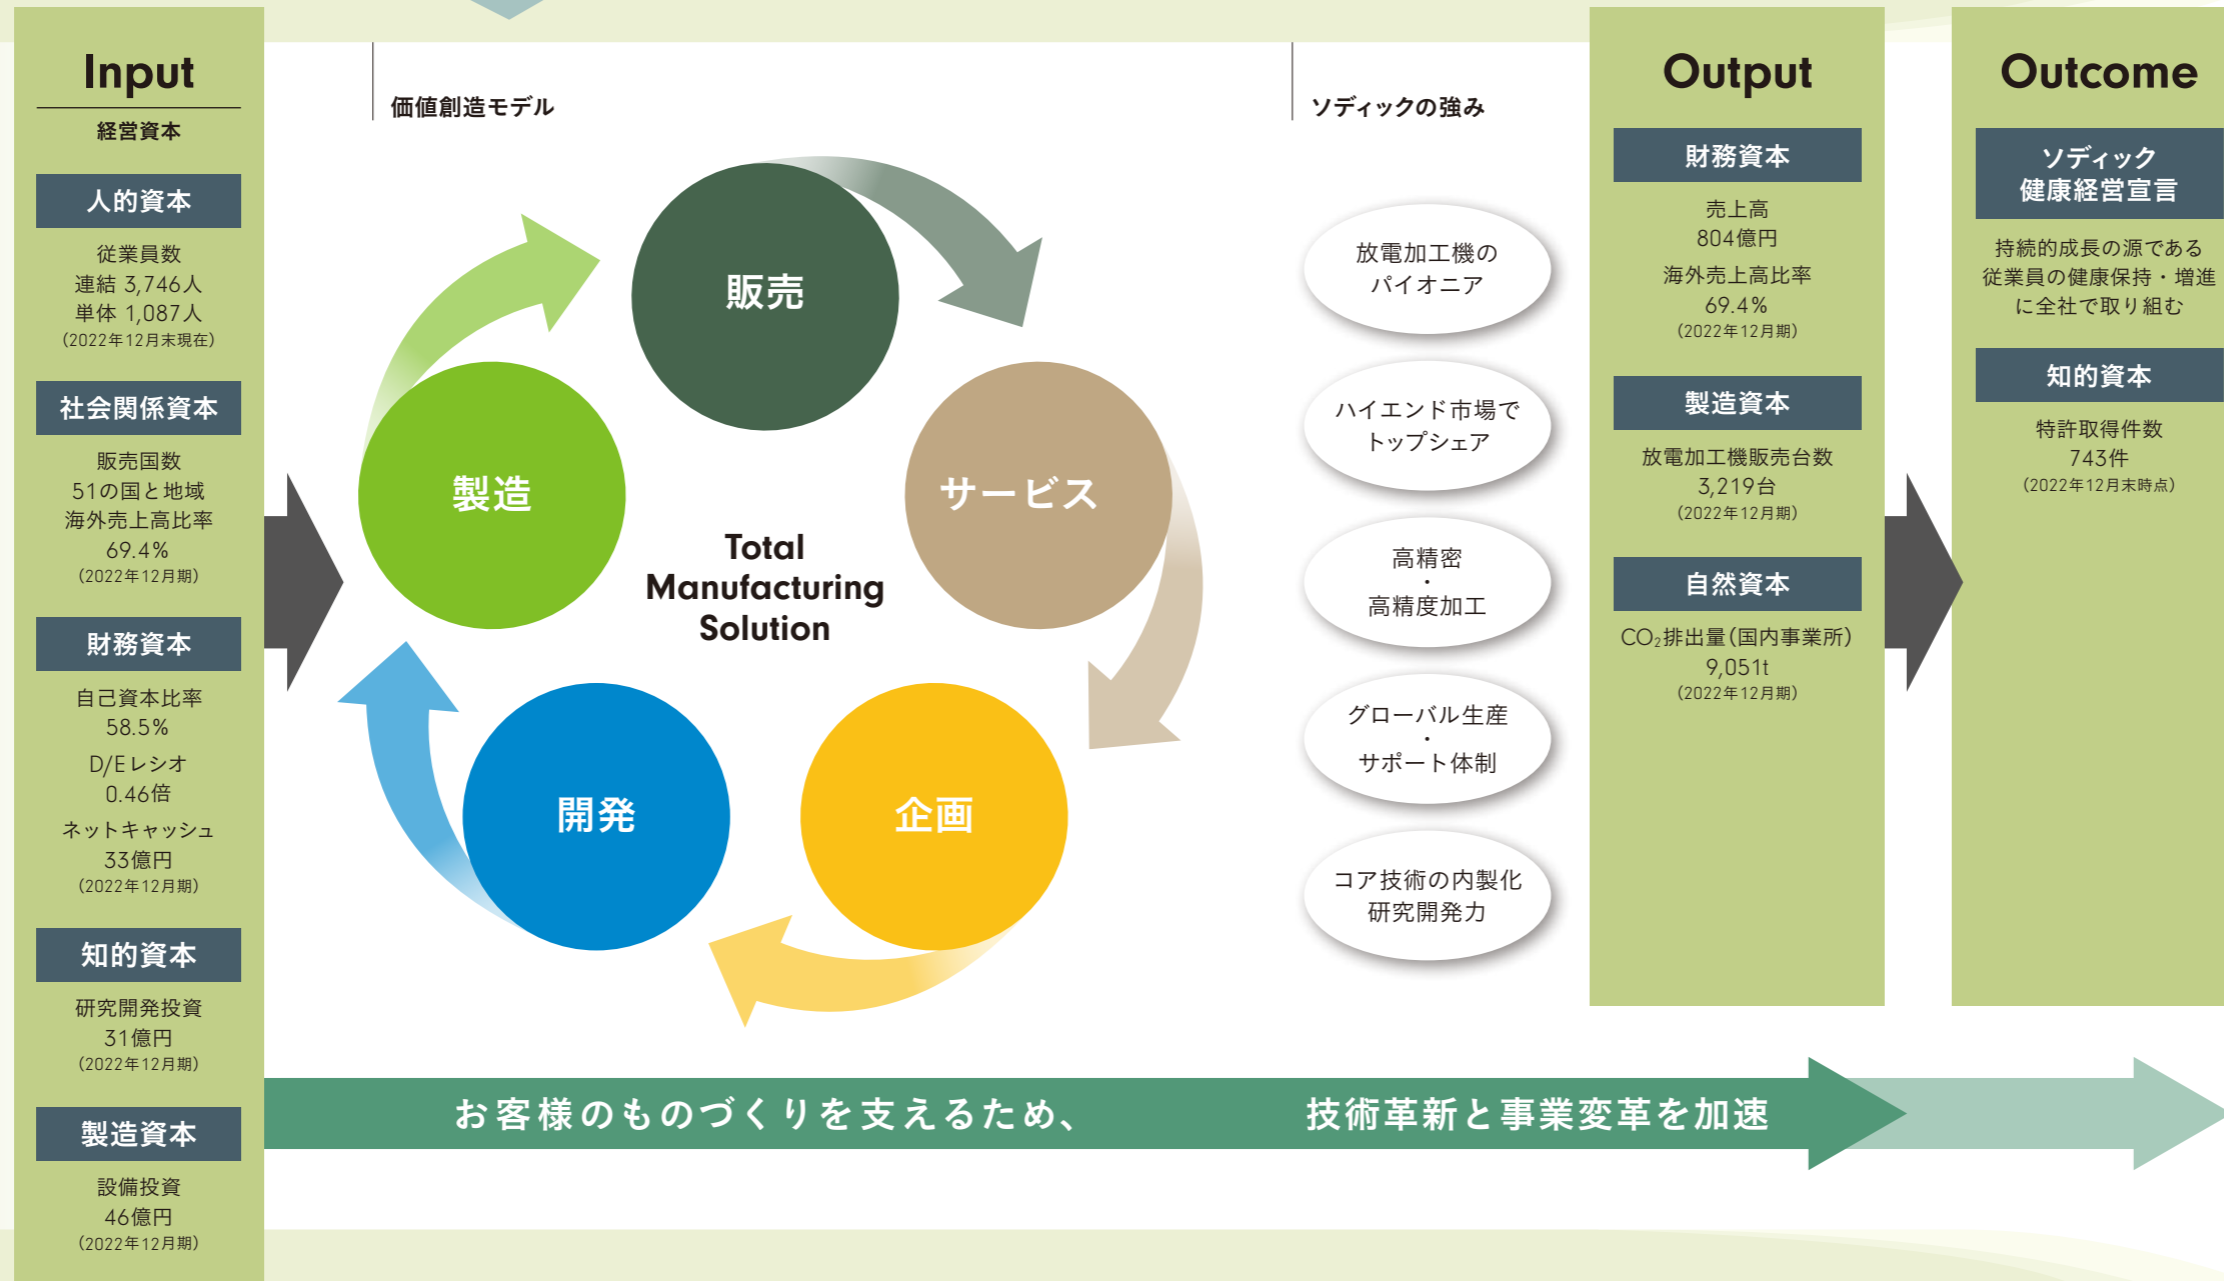 Input
経営資本
人的資本
従業員数
連結 3,746人
単体 1,087人
(2022年12月末現在)
社会関係資本
販売国数
51の国と地域
海外売上高比率
69.4%
(2022年12月期)
財務資本
自己資本比率
58.5%
D/Eレシオ
0.46倍
ネットキャッシュ
33億円
(2022年12月期)
知的資本
研究開発投資
31億円
(2022年12月期)
製造資本
設備投資
46億円
(2022年12月期)
価値創造モデル
販売
サービス
企画
開発
製造
Total
Manufacturing
Solution
ソディックの強み
放電加工機の
パイオニア
ハイエンド市場で
トップシェア
高精密
・
高精度加工
グローバル生産
・
サポート体制
コア技術の内製化
研究開発力
Output
財務資本
売上高
804億円
海外売上高比率
69.4%
(2022年12月期)
製造資本
放電加工機販売台数
3,219台
(2022年12月期)
自然資本
CO₂排出量(国内事業所)
9,051t
(2022年12月期)
Outcome
ソディック
健康経営宣言
持続的成長の源である
従業員の健康保持・増進
に全社で取り組む
知的資本
特許取得件数
743件
(2022年12月末時点)
お客様のものづくりを支えるため、 技術革新と事業変革を加速